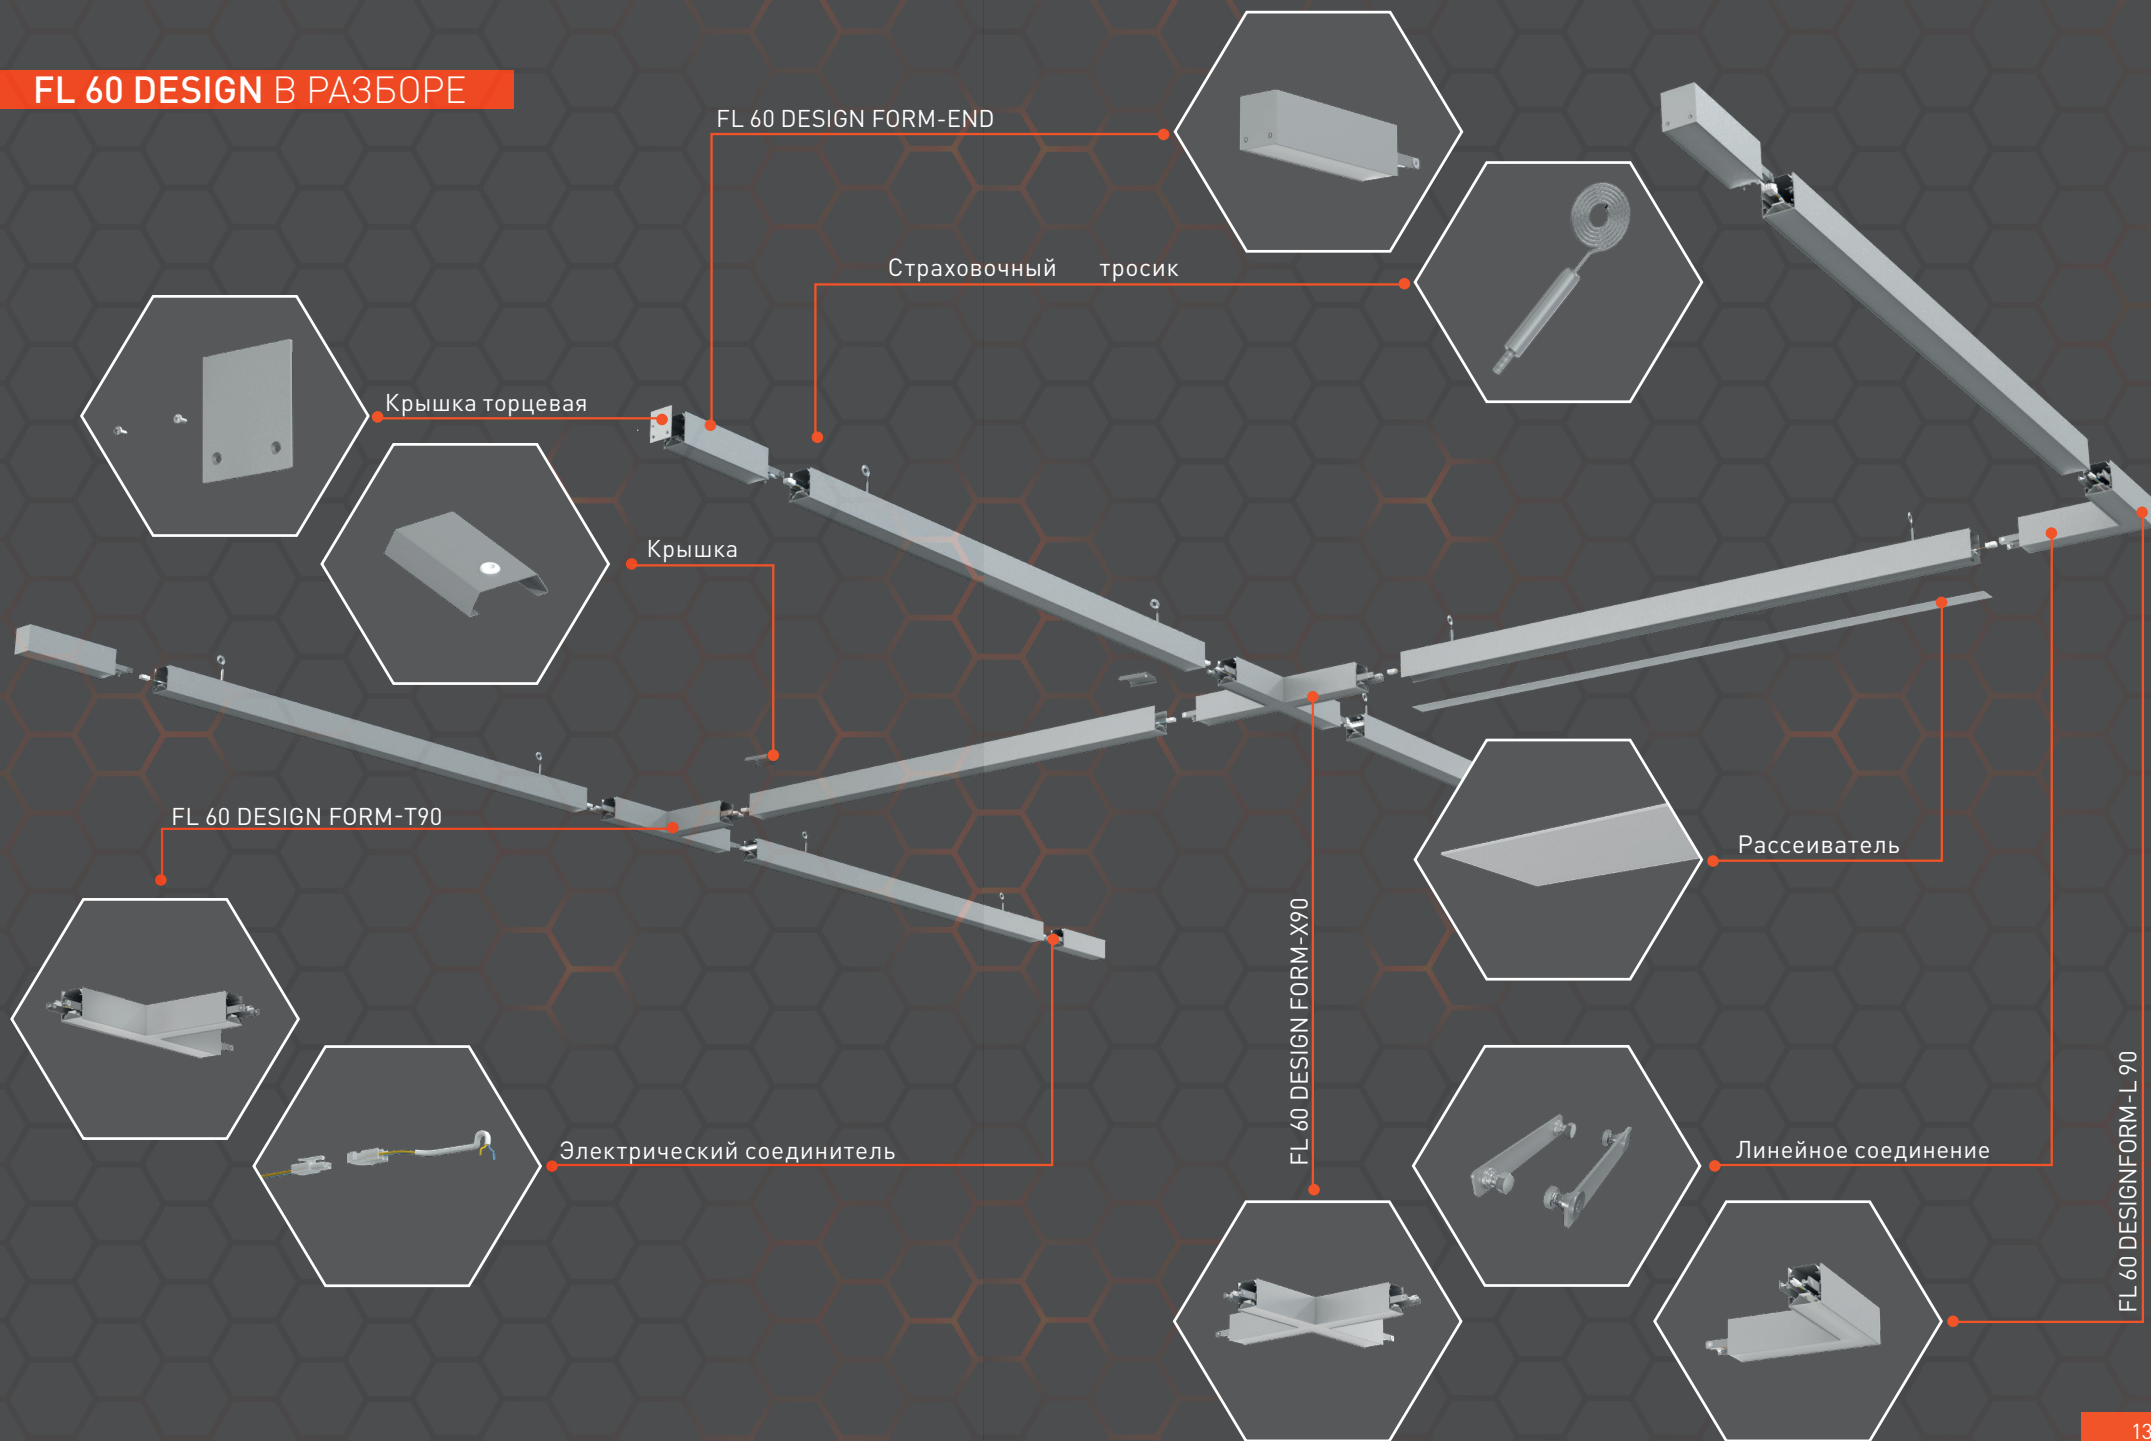 FL 60 DESIGN В РАЗБОРЕ
FL 60 DESIGN FORM-END
Страховочный тросик
Крышка торцевая
Крышка
FL 60 DESIGN FORM-T90
Рассеиватель
FL 60 DESIGN FORM-X90
Электрический соединитель
Линейное соединение
FL 60 DESIGNFORM-L 90
13